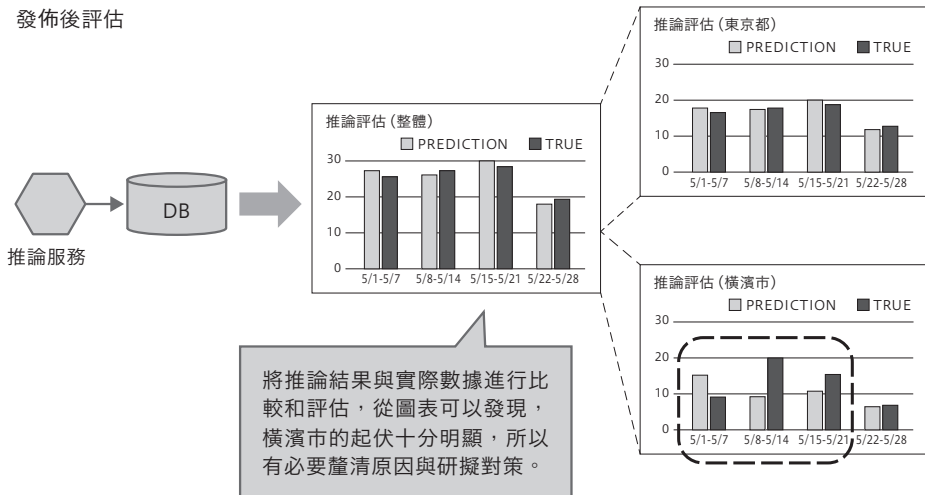 發佈後評估
推論服務
DB
推論評估(整體)
PREDICTION TRUE
30
20
10
0
5/1-5/7 5/8-5/14 5/15-5/21 5/22-5/28
將推論結果與實際數據進行比
較和評估，從圖表可以發現，
橫濱市的起伏十分明顯，所以
有必要釐清原因與研擬對策。
推論評估(東京都)
PREDICTION TRUE
30
20
10
0
5/1-5/7 5/8-5/14 5/15-5/21 5/22-5/28
推論評估(橫濱市)
PREDICTION TRUE
30
20
10
0
5/1-5/7 5/8-5/14 5/15-5/21 5/22-5/28